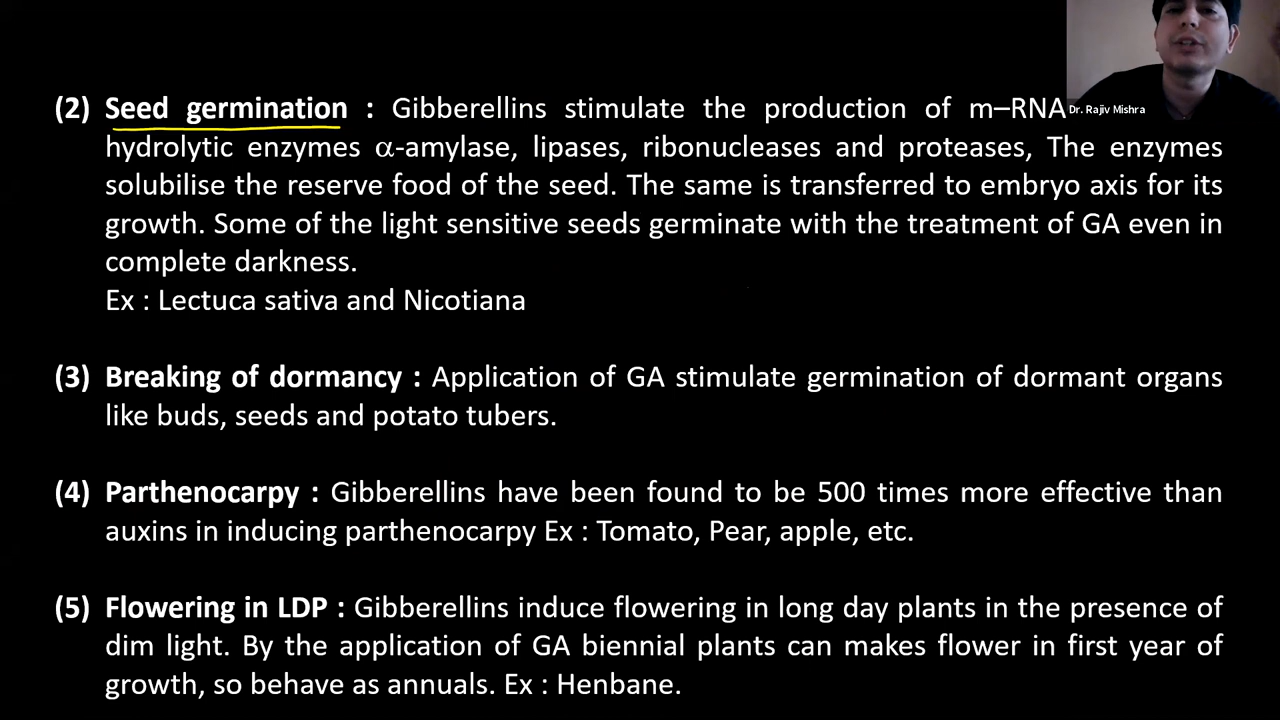 (2) Seed germination : Gibberellins stimulate the production of m–RNA
Dr. Rajiv Mishra
hydrolytic enzymes α-amylase, lipases, ribonucleases and proteases, The enzymes
solubilise the reserve food of the seed. The same is transferred to embryo axis for its
growth. Some of the light sensitive seeds germinate with the treatment of GA even in
complete darkness.
Ex : Lectuca sativa and Nicotiana
(3) Breaking of dormancy : Application of GA stimulate germination of dormant organs
like buds, seeds and potato tubers.
(4) Parthenocarpy : Gibberellins have been found to be 500 times more effective than
auxins in inducing parthenocarpy Ex : Tomato, Pear, apple, etc.
(5) Flowering in LDP : Gibberellins induce flowering in long day plants in the presence of
dim light. By the application of GA biennial plants can makes flower in first year of
growth, so behave as annuals. Ex : Henbane.